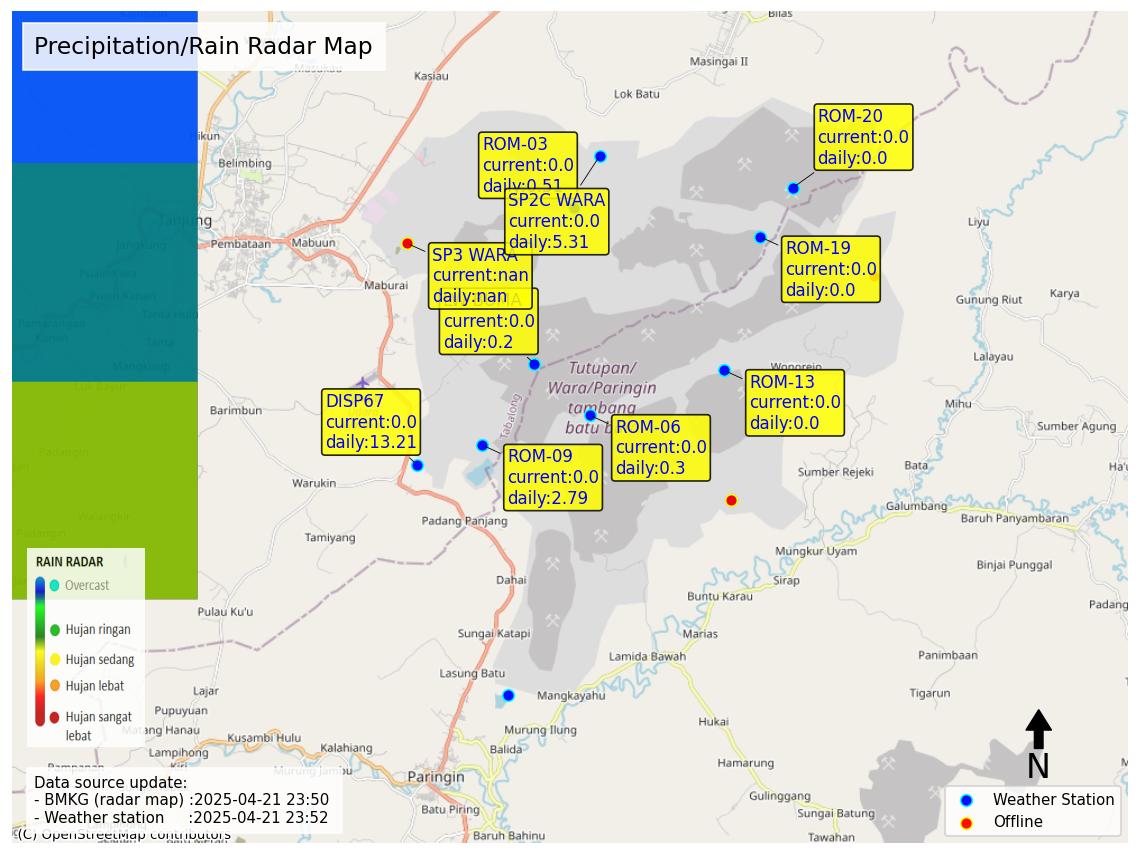 Precipitation/Rain Radar Map
Bilas
Masingai II
Kasiau
Lok Batu
Hikun
Belimbing
Tanjung
Jangkung
Pembataan
Mabuun
Maburai
Liyu
Gunung Riut
Karya
Lalayau
Mihu
Sumber Agung
Bata
Sumber Rejeki
Galumbang
Baruh Panyambaran
Mungkur Uyam
Binjai Punggal
Sirap
Buntu Karau
Padang
Marias
Lamida Bawah
Panimbaan
Tigarun
Hukai
Hamarung
Gulinggang
Sungai Batung
Tawahan
Wonorejo
Tutupan/
Wara/Paringin
tambang
batu b
Tabalong
Barimbun
Warukin
Tamiyang
Padang Panjang
Dahai
Pulau Ku'u
Sungai Katapi
Lasung Batu
Mangkayahu
Murung Ilung
Balida
Paringin
Batu Piring
Baruh Bahinu
Lajar
Pupuyuan
Matang Hanau
Lampihong
Kusambi Hulu
Kalahiang
Murung Jambu
ROM-03
current:0.0
daily:0.51
SP2C WARA
current:0.0
daily:5.31
SP3 WARA
current:nan
daily:nan
current:0.0
daily:0.2
ROM-20
current:0.0
daily:0.0
ROM-19
current:0.0
daily:0.0
ROM-13
current:0.0
daily:0.0
ROM-06
current:0.0
daily:0.3
ROM-09
current:0.0
daily:2.79
DISP67
current:0.0
daily:13.21
RAIN RADAR
Overcast
Hujan ringan
Hujan sedang
Hujan lebat
Hujan sangat
lebat
Data source update:
- BMKG (radar map) :2025-04-21 23:50
- Weather station :2025-04-21 23:52
(C) OpenStreetMap contributors
N
Weather Station
Offline